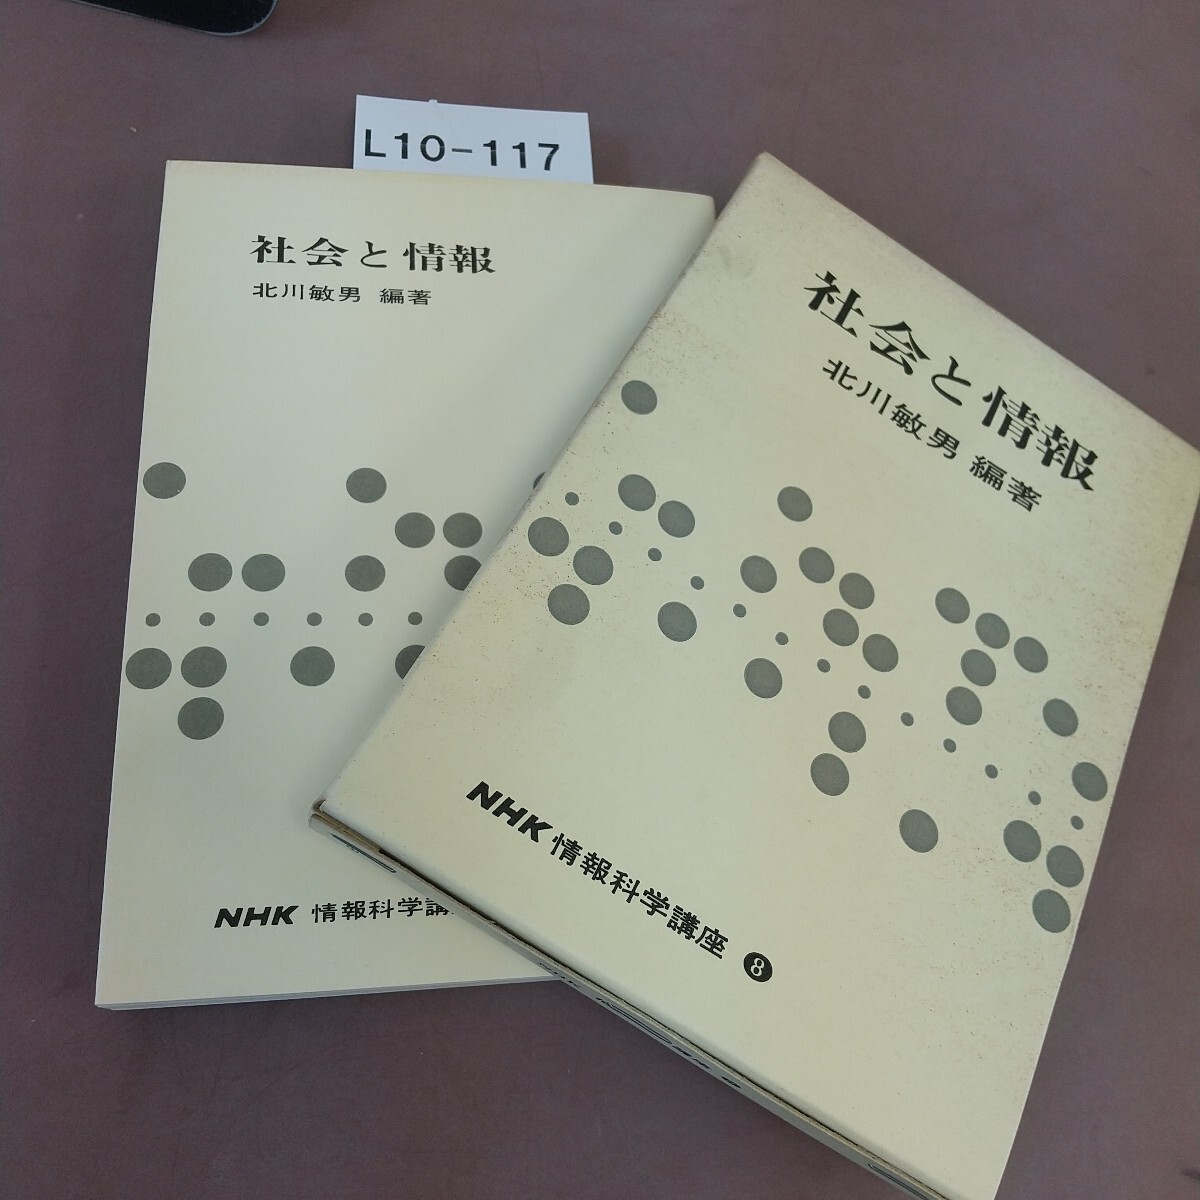 L10-117
社会と情報
北川敏男 編著
NHK 情報科学講
社会と情報
北川敏男 編著
NHK 情報科学講座 8